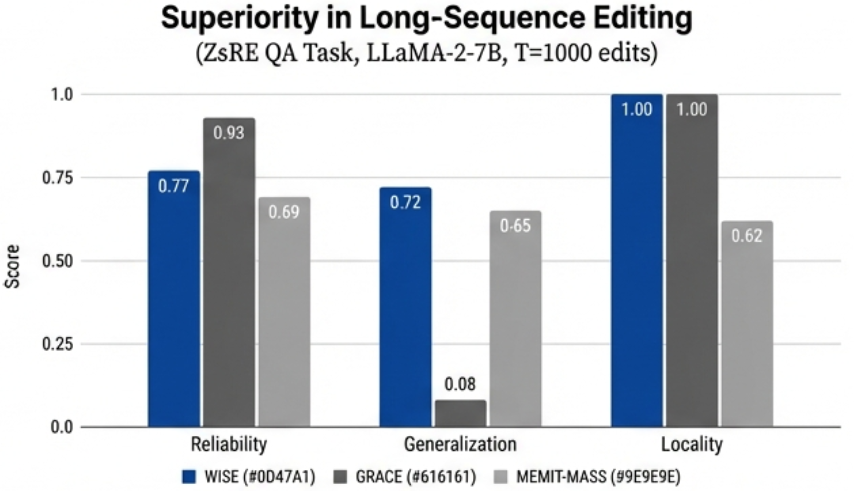 Superiority in Long-Sequence Editing
(ZsRE QA Task, LLaMA-2-7B, T=1000 edits)
Score
1.0
0.75
0.50
0.25
0.0
0.77
0.93
0.69
0.72
0.08
0-65
1.00
1.00
0.62
Reliability
Generalization
Locality
WISE (#0D47A1)
GRACE (#616161)
MEMIT-MASS (#9E9E9E)